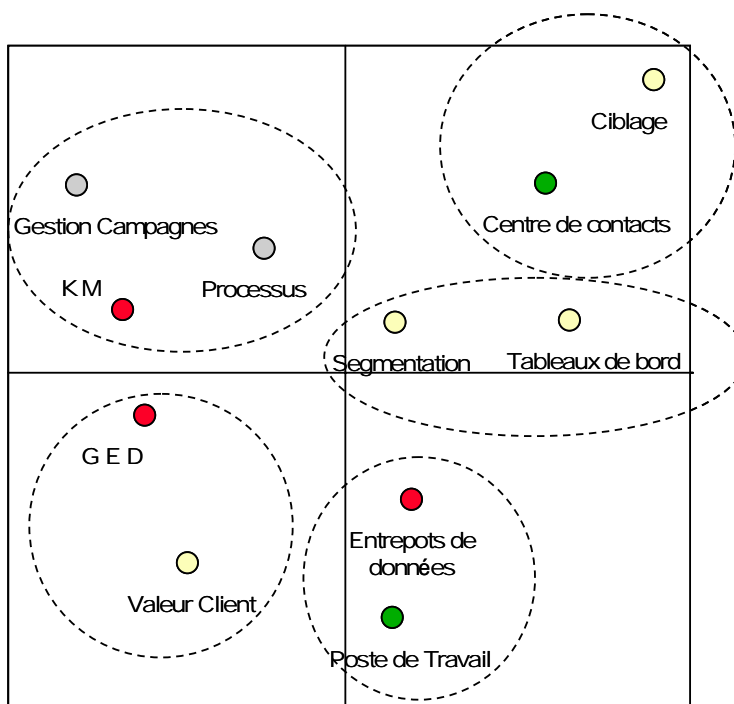 Ciblage
Gestion Campagnes
Centre de contacts
KM
Processus
Segmentation
Tableaux de bord
G E D
Entrepots de
données
Valeur Client
Poste de Travail